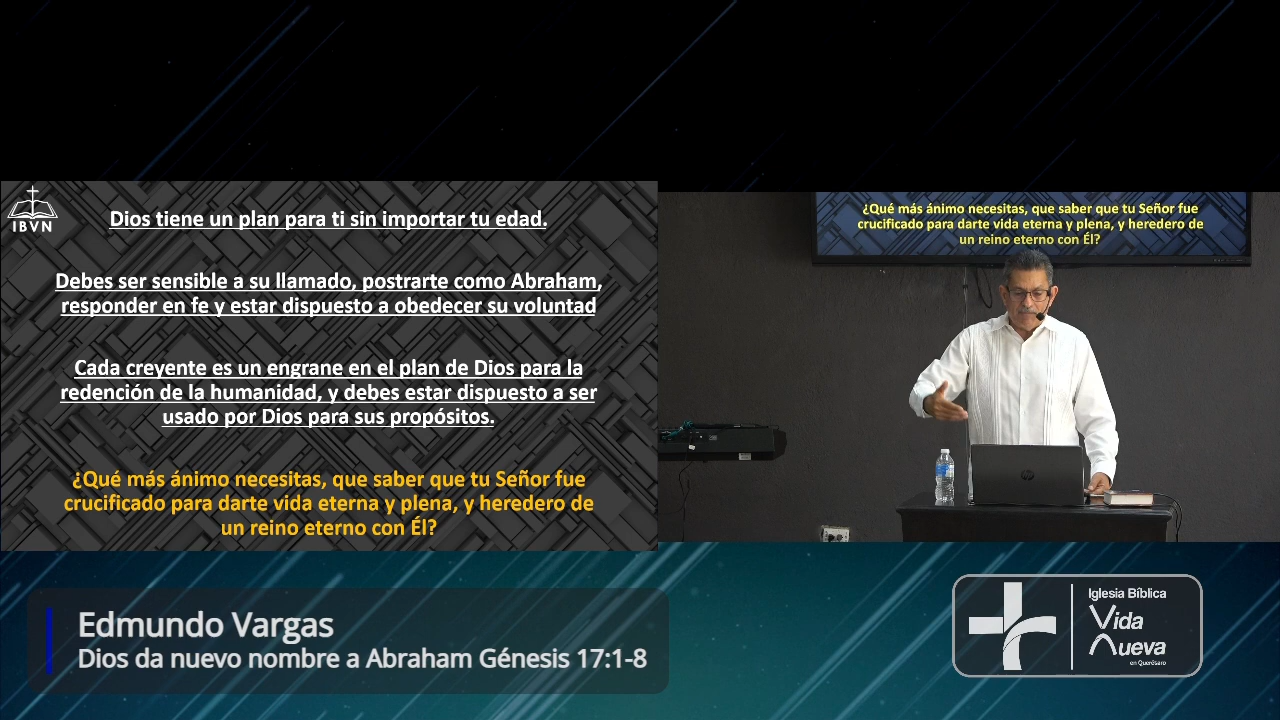 IBVN
Dios tiene un plan para ti sin importar tu edad.
Debes ser sensible a su llamado, postrarte como Abraham,
responder en fe y estar dispuesto a obedecer su voluntad
Cada creyente es un engrane en el plan de Dios para la
redención de la humanidad, y debes estar dispuesto a ser
usado por Dios para sus propósitos.
¿Qué más ánimo necesitas, que saber que tu Señor fue
crucificado para darte vida eterna y plena, y heredero de
un reino eterno con Él?
¿Qué más ánimo necesitas, que saber que tu Señor fue
crucificado para darte vida eterna y plena, y heredero de
un reino eterno con Él?
hp
Edmundo Vargas
Dios da nuevo nombre a Abraham Génesis 17:1-8
Iglesia Bíblica
Vida
Nueva
en Querétaro